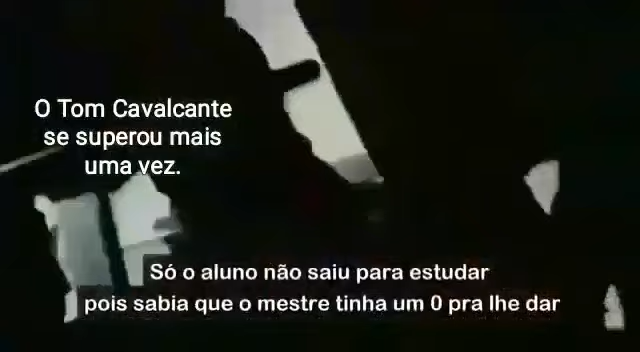 O Tom Cavalcante
se superou mais
uma vez.
Só o aluno não saiu para estudar
pois sabia que o mestre tinha um 0 pra lhe dar